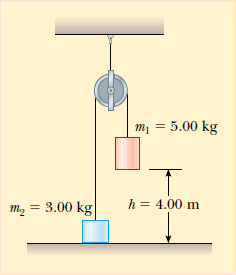 m₁ = 5.00 kg
m₂ = 3.00 kg
h = 4.00 m